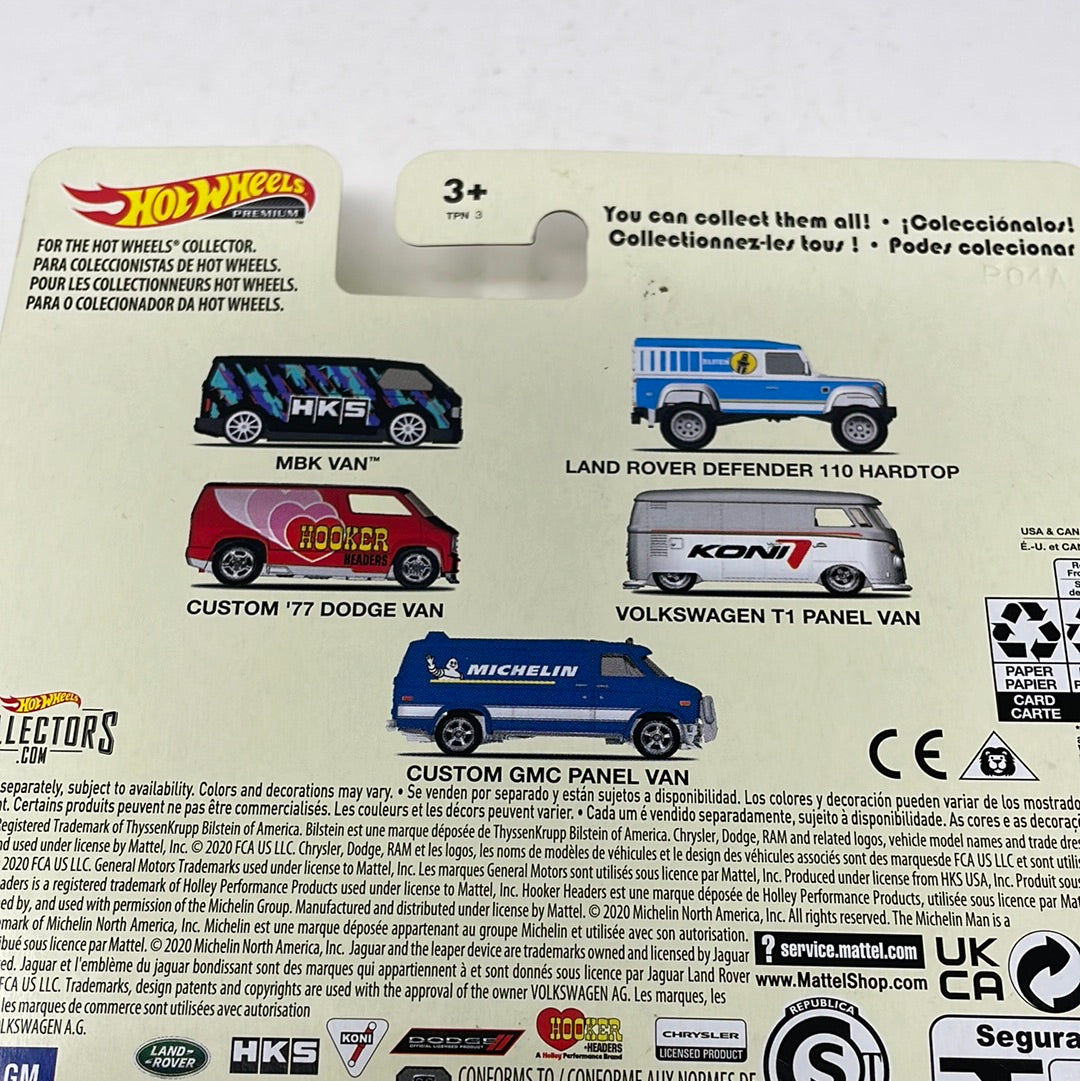 HOT WHEELS
PREMIUM™
FOR THE HOT WHEELS® COLLECTOR.
PARA COLECCIONISTAS DE HOT WHEELS.
POUR LES COLLECTIONNEURS HOT WHEELS.
PARA O COLECIONADOR DA HOT WHEELS.
3+
TPN 3
You can collect them all! • ¡Colecciónalos!
Collectionnez-les tous ! • Podes colecionar
HKS
MBK VAN™
BILSTEIN
LAND ROVER DEFENDER 110 HARDTOP
HOOKER
HEADERS
CUSTOM '77 DODGE VAN
KONI
VOLKSWAGEN T1 PANEL VAN
MICHELIN
CUSTOM GMC PANEL VAN
USA & CAN
É.-U. et CA
PAPER
PAPIER
CARD
CARTE
HOT WHEELS
LLECTORS
.COM
CE
separately, subject to availability. Colors and decorations may vary. • Se venden por separado y están sujetos a disponibilidad. Los colores y decoración pueden variar de los mostrado
nt. Certains produits peuvent ne pas être commercialisés. Les couleurs et les décors peuvent varier. • Cada um é vendido separadamente, sujeito à disponibilidade. As cores e as decoraç
Registered Trademark of ThyssenKrupp Bilstein of America. Bilstein est une marque déposée de ThyssenKrupp Bilstein of America. Chrysler, Dodge, RAM and related logos, vehicle model names and trade dres
nd used under license by Mattel, Inc. © 2020 FCA US LLC. Chrysler, Dodge, RAM et les logos, les noms de modèles de véhicules et le design des véhicules associés sont des marquesde FCA US LLC et sont utilis
2020 FCA US LLC. General Motors Trademarks used under license to Mattel, Inc. Les marques General Motors sont utilisés sous licence par Mattel, Inc. Produced under license from HKS USA, Inc. Produit sous
aders is a registered trademark of Holley Performance Products used under license to Mattel, Inc. Hooker Headers est une marque déposée de Holley Performance Products, utilisée sous licence par Mat
ed by, and used with permission of the Michelin Group. Manufactured and distributed under license by Mattel. © 2020 Michelin North America, Inc. All rights reserved. The Michelin Man is a
emark of Michelin North America, Inc. Michelin est une marque déposée appartenant au groupe Michelin et utilisée avec son autorisation.
ibué sous licence par Mattel. © 2020 Michelin North America, Inc. Jaguar and the leaper device are trademarks owned and licensed by Jaguar
ed. Jaguar et l'emblème du jaguar bondissant sont des marques qui appartiennent à et sont donnés sous licence par Jaguar Land Rover
FCA US LLC. Trademarks, design patents and copyrights are used with the approval of the owner VOLKSWAGEN AG. Les marques, les
les marques de commerce sont utilisées avec autorisation
LKSWAGEN A.G.
? service.mattel.com
www.MattelShop.com
UK
CA
GM
LAND-
ROVER
HKS
KONI
DODGE
OFFICIAL LICENSED PRODUCT
HOOKER
HEADERS
A Holley Performance Brand
CHRYSLER
LICENSED PRODUCT
REPUBLICA
S
Segura
CONFORMS TO / CONFORME AUX NORMES DE